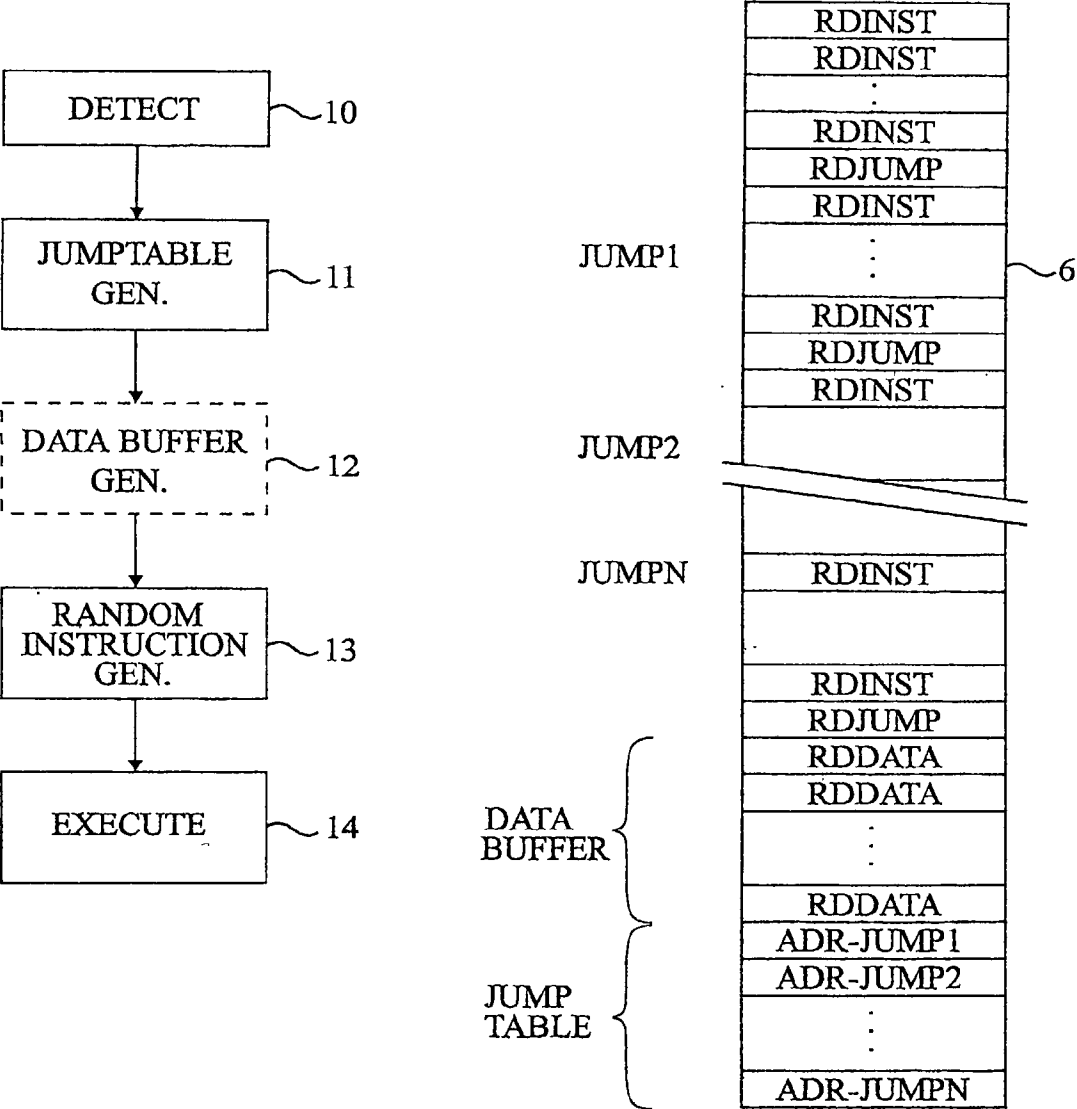 DETECT
10
JUMPTABLE
GEN.
11
DATA BUFFER
GEN.
12
RANDOM
INSTRUCTION
GEN.
13
EXECUTE
14
RDINST
RDINST
RDINST
RDJUMP
RDINST
JUMP1
6
RDINST
RDJUMP
RDINST
JUMP2
JUMPN
RDINST
RDINST
RDJUMP
RDDATA
RDDATA
DATA
BUFFER
RDDATA
ADR-JUMP1
ADR-JUMP2
JUMP
TABLE
ADR-JUMPN